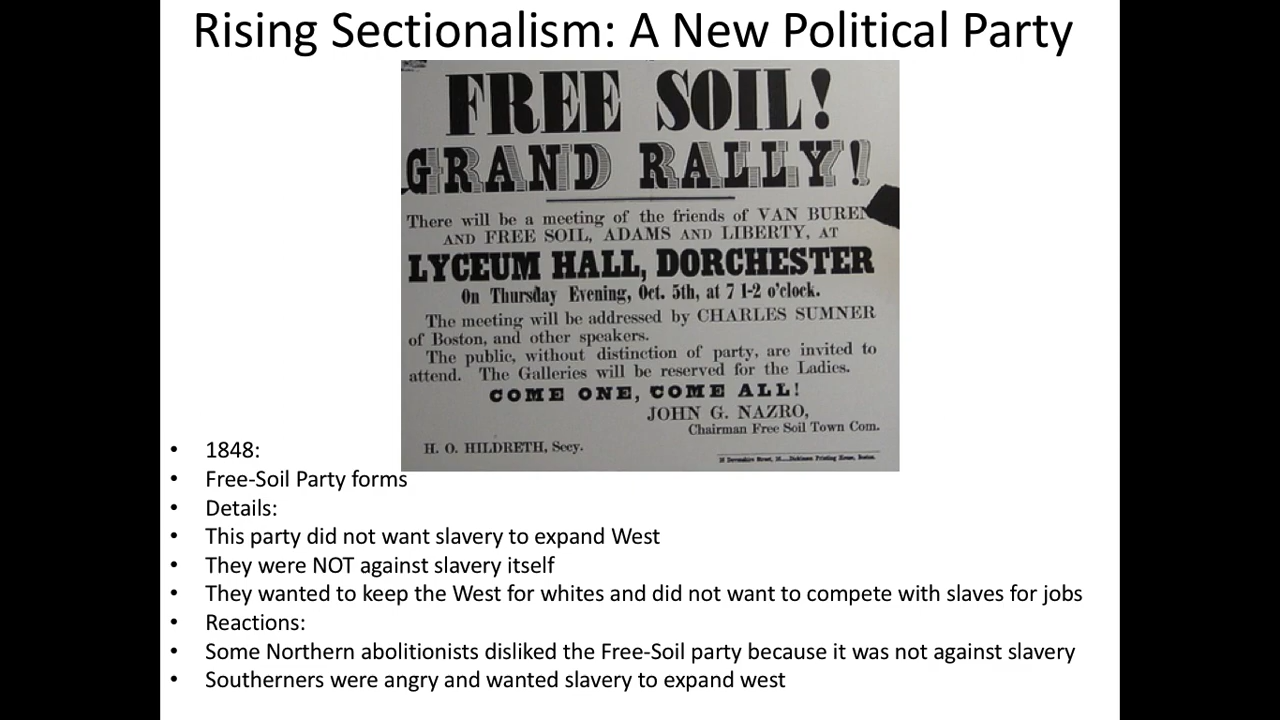 Rising Sectionalism: A New Political Party
FREE SOIL!
GRAND RALLY!
There will be a meeting of the friends of VAN BUREN
AND FREE SOIL, ADAMS AND LIBERTY, AT
LYCEUM HALL, DORCHESTER
On Thursday Evening, Oct. 5th, at 7 1-2 o'clock.
The meeting will be addressed by CHARLES SUMNER
of Boston, and other speakers.
The public, without distinction of party, are invited to
attend. The Galleries will be reserved for the Ladies.
COME ONE, COME ALL!
JOHN G. NAZRO,
Chairman Free Soil Town Com.
H. O. HILDRETH, Secy.
Devonshire Street, Printing House, Boston.
• 1848:
• Free-Soil Party forms
• Details:
• This party did not want slavery to expand West
• They were NOT against slavery itself
• They wanted to keep the West for whites and did not want to compete with slaves for jobs
• Reactions:
• Some Northern abolitionists disliked the Free-Soil party because it was not against slavery
• Southerners were angry and wanted slavery to expand west